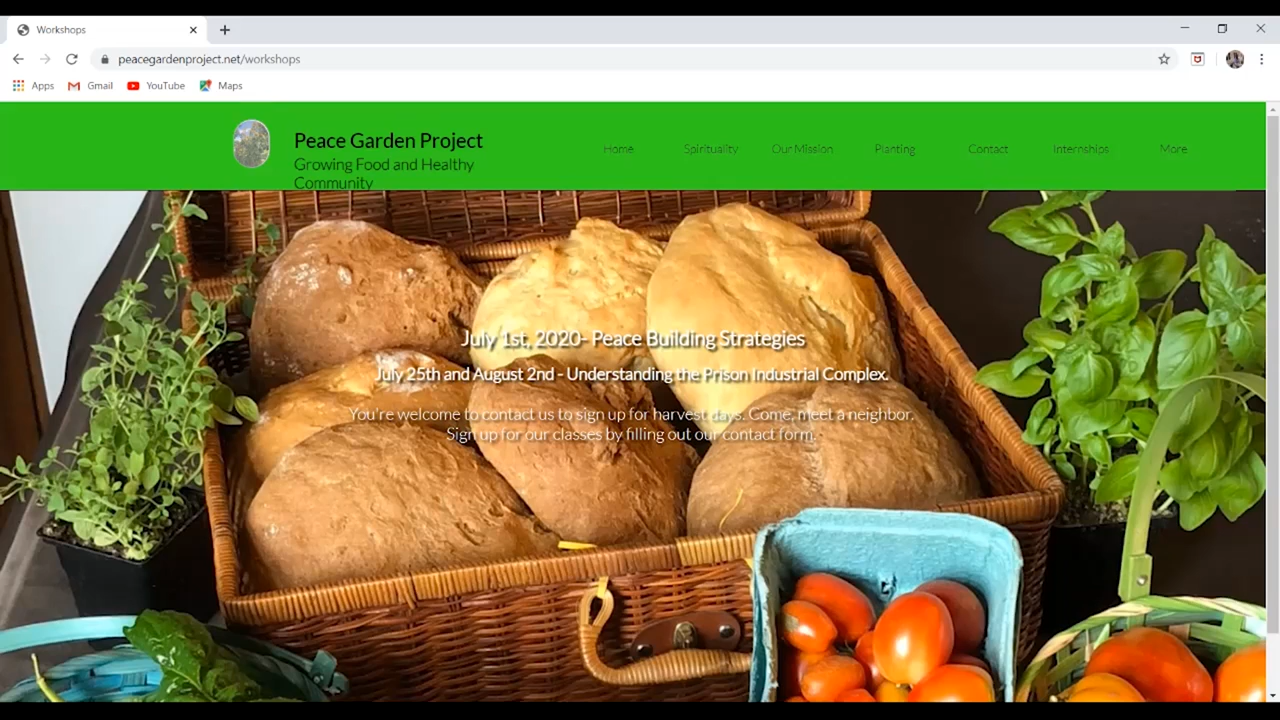 Workshops
peacegardenproject.net/workshops
Apps Gmail YouTube Maps
Peace Garden Project
Growing Food and Healthy
Community
Home Spirituality Our Mission Planting Contact Internships More
July 1st, 2020- Peace Building Strategies
July 25th and August 2nd - Understanding the Prison Industrial Complex.
You're welcome to contact us to sign up for harvest days. Come, meet a neighbor.
Sign up for our classes by filling out our contact form.